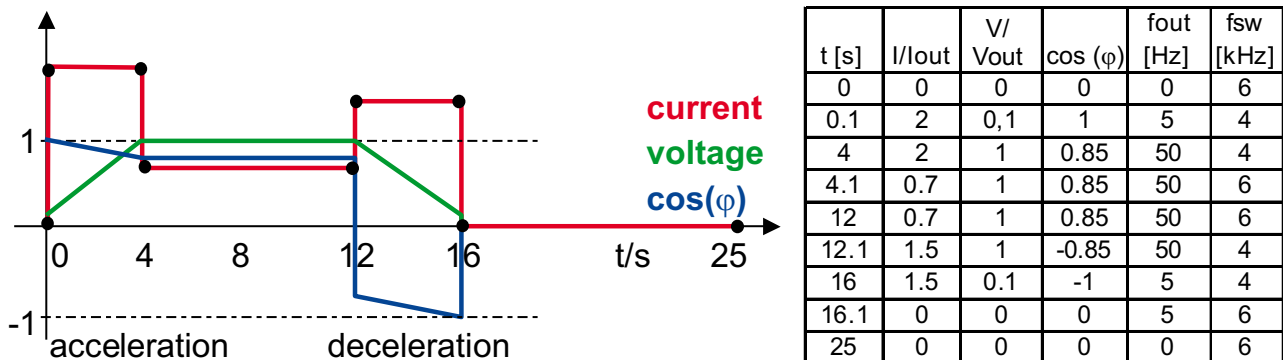 1
-1
0 4 8 12 16 t/s 25
acceleration deceleration
current
voltage
cos(φ)
t [s] I/Iout V/ Vout cos (φ) fout [Hz] fsw [kHz]
0 0 0 0 0 6
0.1 2 0,1 1 5 4
4 2 1 0.85 50 4
4.1 0.7 1 0.85 50 6
12 0.7 1 0.85 50 6
12.1 1.5 1 -0.85 50 4
16 1.5 0.1 -1 5 4
16.1 0 0 0 5 6
25 0 0 0 0 6